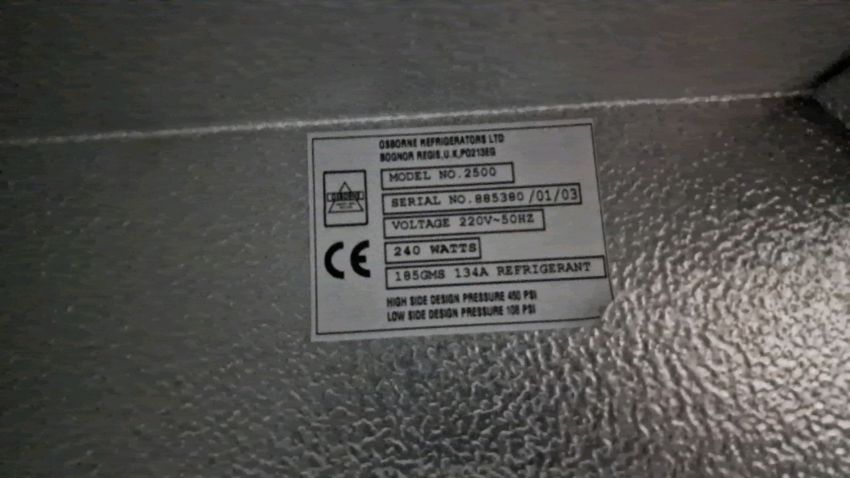 OSBORNE REFRIGERATORS LTD
BOGNOR REGIS, U.K, PO213EG
MODEL NO.2500
SERIAL NO.885380 /01/03
VOLTAGE 220V~50HZ
240 WATTS
CE
185GMS 134A REFRIGERANT
HIGH SIDE DESIGN PRESSURE 450 PSI
LOW SIDE DESIGN PRESSURE 108 PSI